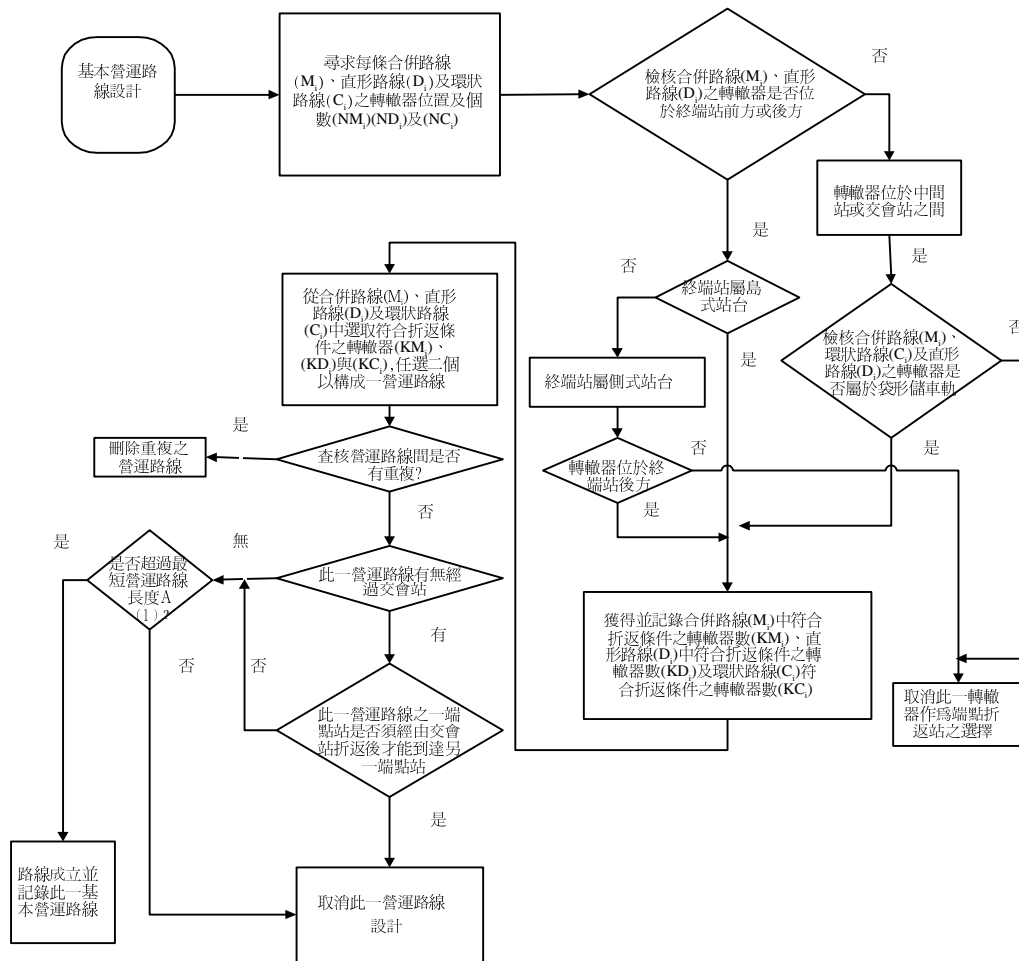 基本營運路
線設計
尋求每條合併路線
(Mi)、直形路線(Di)及環狀
路線(Ci)之轉轍器位置及個
數(NMi)(NDi)及(NCi)
檢核合併路線(Mi)、直形
路線(Di)之轉轍器是否位
於終端站前方或後方
否
轉轍器位於中間
站或交會站之間
是
是
終端站屬島
式站台
否
是
終端站屬側式站台
轉轍器位於終
端站後方
否
是
檢核合併路線(Mi)、
環狀路線(Ci)及直形
路線(Di)之轉轍器是
否屬於袋形儲車軌
否
是
取消此一轉轍
器作為端點折
返站之選擇
獲得並記錄合併路線(Mi)中符合
折返條件之轉轍器數(KMi)、直
形路線(Di)中符合折返條件之轉
轍器數(KDi)及環狀路線(Ci)符
合折返條件之轉轍器數(KCi)
從合併路線(Mi)、直形
路線(Di)及環狀路線
(Ci)中選取符合折返條
件之轉轍器(KMi)、
(KDi)與(KCi),任選二個
以構成一營運路線
查核營運路線間是否
有重複?
是
刪除重複之
營運路線
否
此一營運路線有無經
過交會站
無
有
是否超過最
短營運路線
長度A
(1)?
是
否
否
此一營運路線之一端
點站是否須經由交會
站折返後才能到達另
一端點站
是
路線成立並
記錄此一基
本營運路線
取消此一營運路線
設計